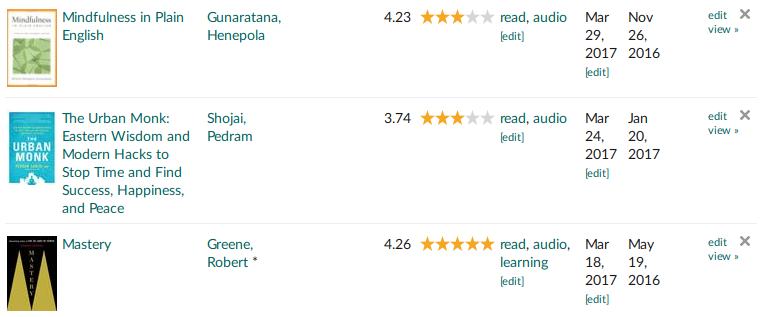 Mindfulness
Mindfulness in Plain
English
Gunaratana,
Henepola
4.23
read, audio
[edit]
Mar
29,
2017
[edit]
Nov
26,
2016
edit
view »
THE
URBAN
MONK
The Urban Monk:
Eastern Wisdom and
Modern Hacks to
Stop Time and Find
Success, Happiness,
and Peace
Shojai,
Pedram
3.74
read, audio
[edit]
Mar
24,
2017
[edit]
Jan
20,
2017
edit
view »
MASTERY
Mastery
Greene,
Robert *
4.26
read, audio,
learning
[edit]
Mar
18,
2017
[edit]
May
19,
2016
edit
view »